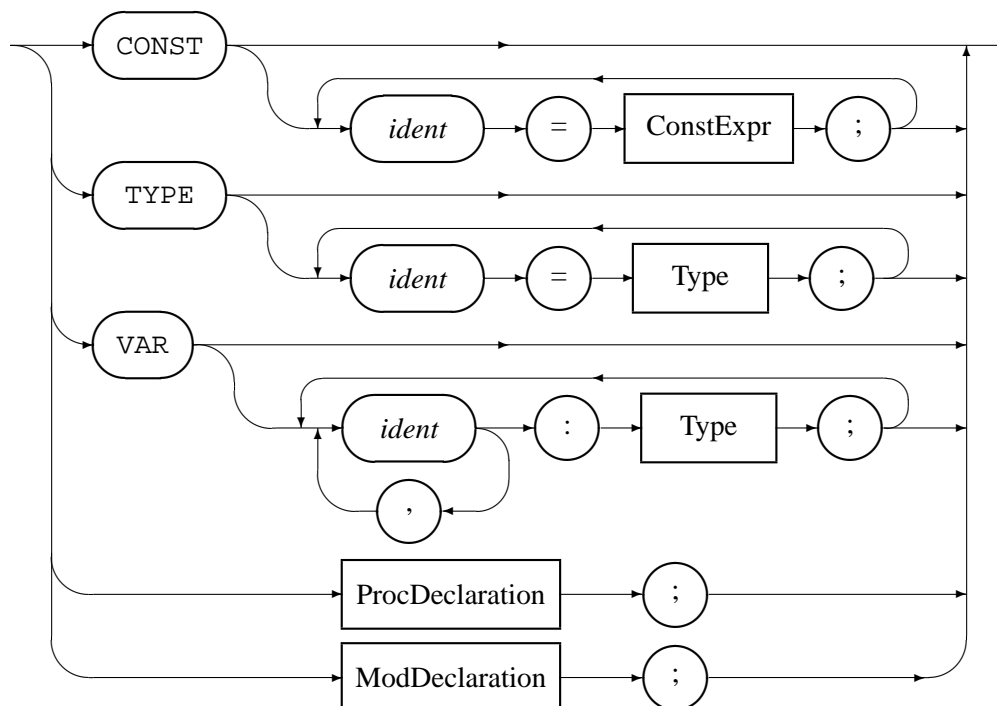 CONST
ident = ConstExpr ;
TYPE
ident = Type ;
VAR
ident : Type ;
,
ProcDeclaration ;
ModDeclaration ;